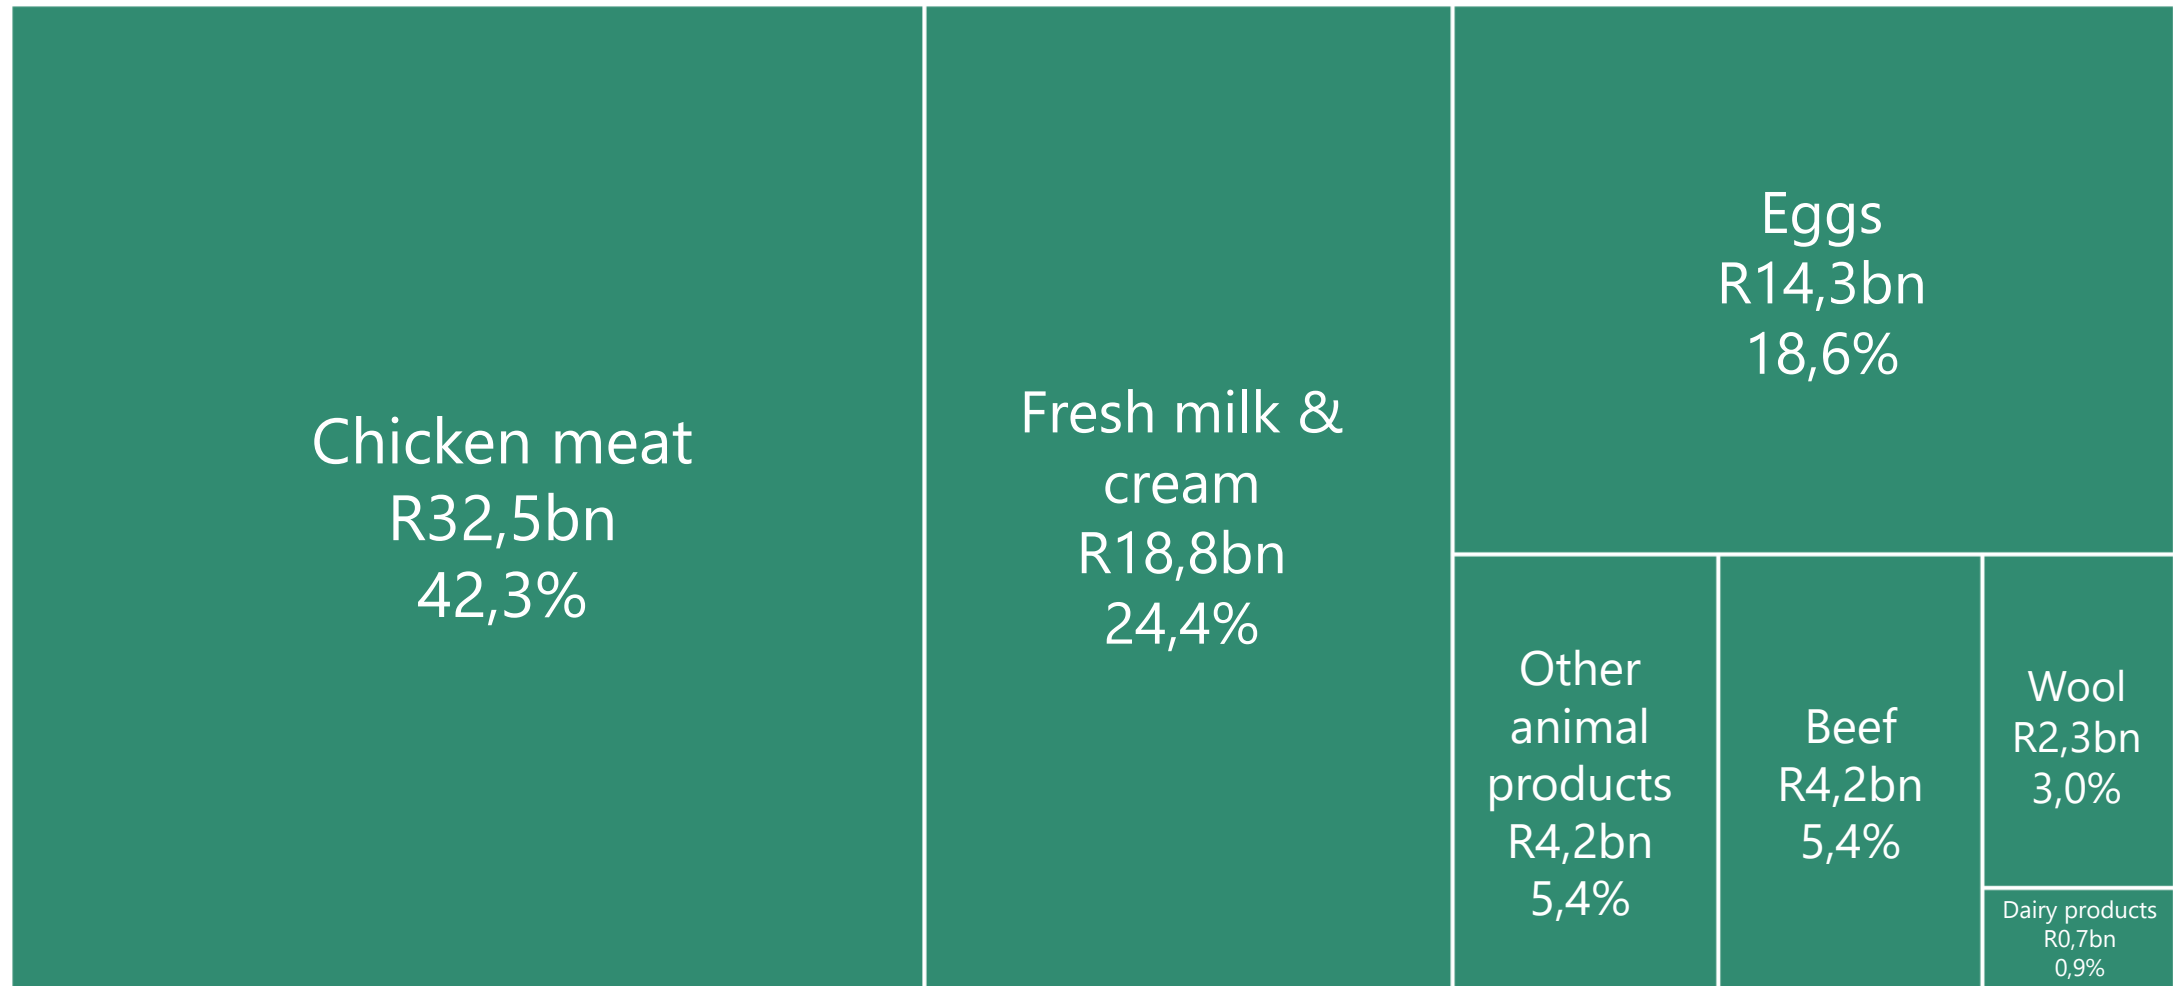 Chicken meat
R32,5bn
42,3%
Fresh milk &
cream
R18,8bn
24,4%
Eggs
R14,3bn
18,6%
Other
animal
products
R4,2bn
5,4%
Beef
R4,2bn
5,4%
Wool
R2,3bn
3,0%
Dairy products
R0,7bn
0,9%